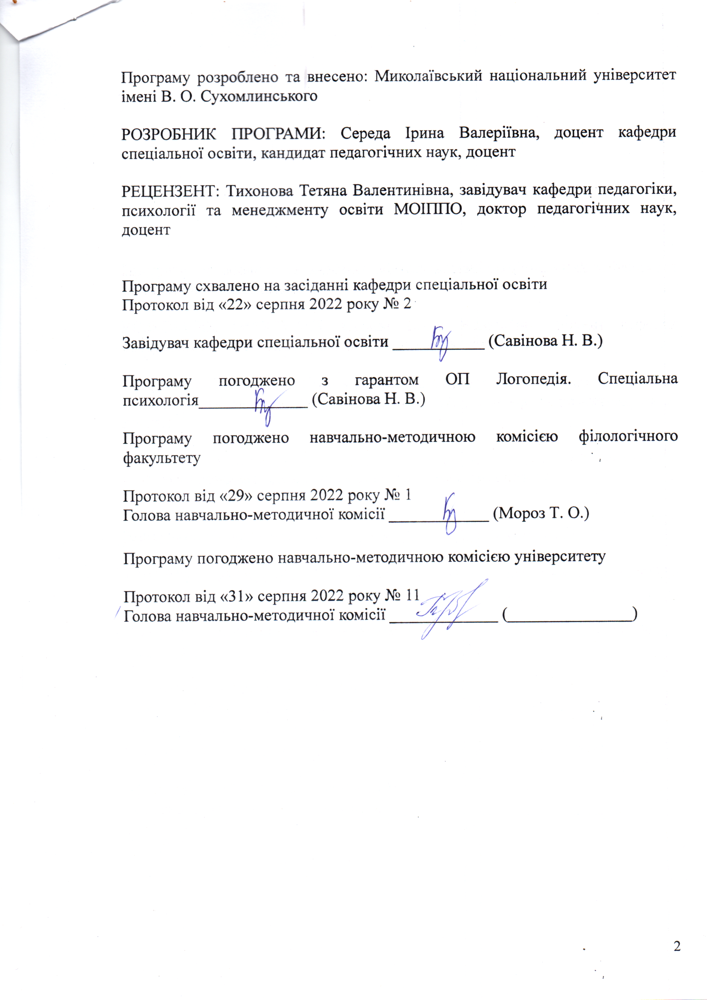 Програму розроблено та внесено: Миколаївський національний університет
імені В. О. Сухомлинського
РОЗРОБНИК ПРОГРАМИ: Середа Ірина Валеріївна, доцент кафедри
спеціальної освіти, кандидат педагогічних наук, доцент
РЕЦЕНЗЕНТ: Тихонова Тетяна Валентинівна, завідувач кафедри педагогіки,
психології та менеджменту освіти МОІППО, доктор педагогічних наук,
доцент
Програму схвалено на засіданні кафедри спеціальної освіти
Протокол від «22» серпня 2022 року № 2
Завідувач кафедри спеціальної освіти ____________ (Савінова Н. В.)
Програму погоджено з гарантом ОП Логопедія. Спеціальна
психологія______________ (Савінова Н. В.)
Програму погоджено навчально-методичною комісією філологічного
факультету
Протокол від «29» серпня 2022 року № 1
Голова навчально-методичної комісії _____________ (Мороз Т. О.)
Програму погоджено навчально-методичною комісією університету
Протокол від «31» серпня 2022 року № 11
Голова навчально-методичної комісії ______________ (________________)
2